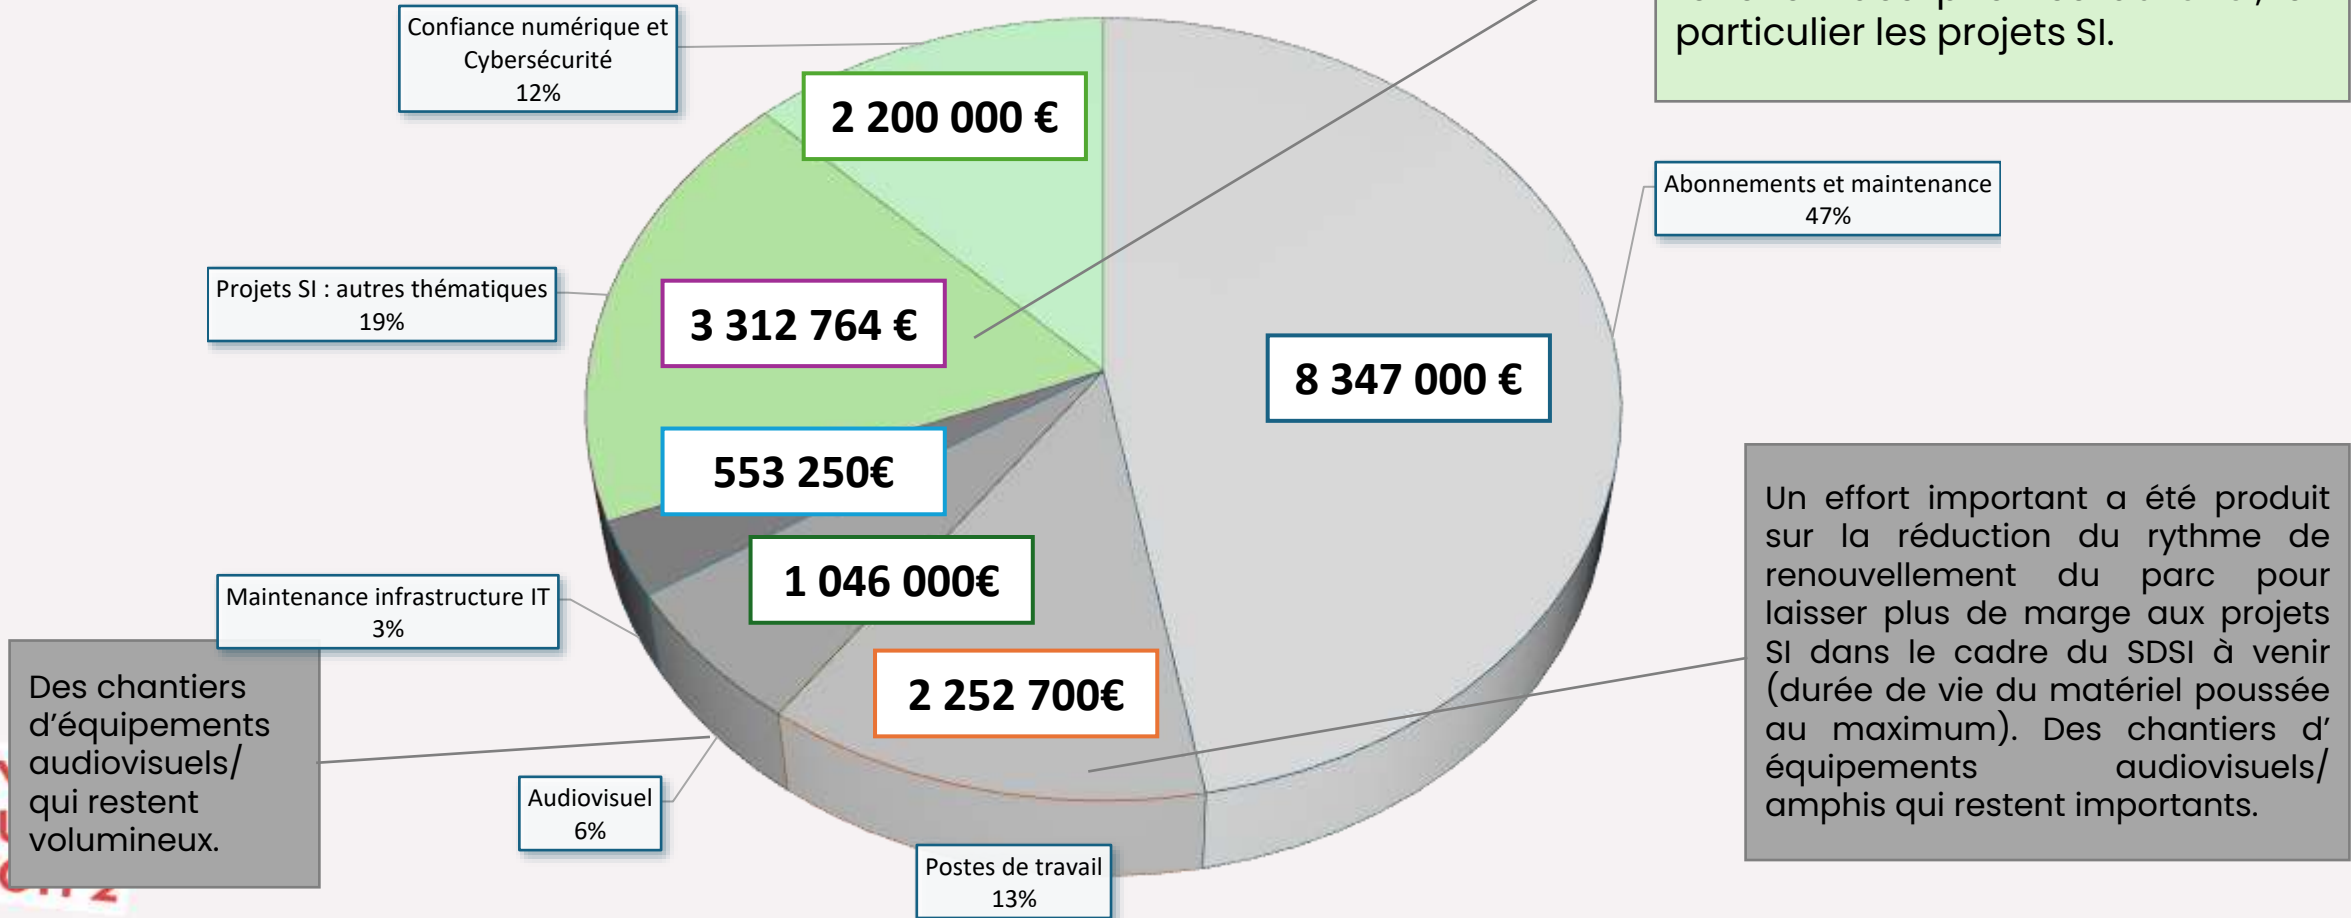 particulier les projets SI.
Confiance numérique et
Cybersécurité
12%
2 200 000 €
Abonnements et maintenance
47%
Projets SI : autres thématiques
19%
3 312 764 €
8 347 000 €
553 250€
1 046 000€
2 252 700€
Maintenance infrastructure IT
3%
Des chantiers
d’équipements
audiovisuels/
qui restent
volumineux.
Audiovisuel
6%
Postes de travail
13%
Un effort important a été produit
sur la réduction du rythme de
renouvellement du parc pour
laisser plus de marge aux projets
SI dans le cadre du SDSI à venir
(durée de vie du matériel poussée
au maximum). Des chantiers d’
équipements audiovisuels/
amphis qui restent importants.